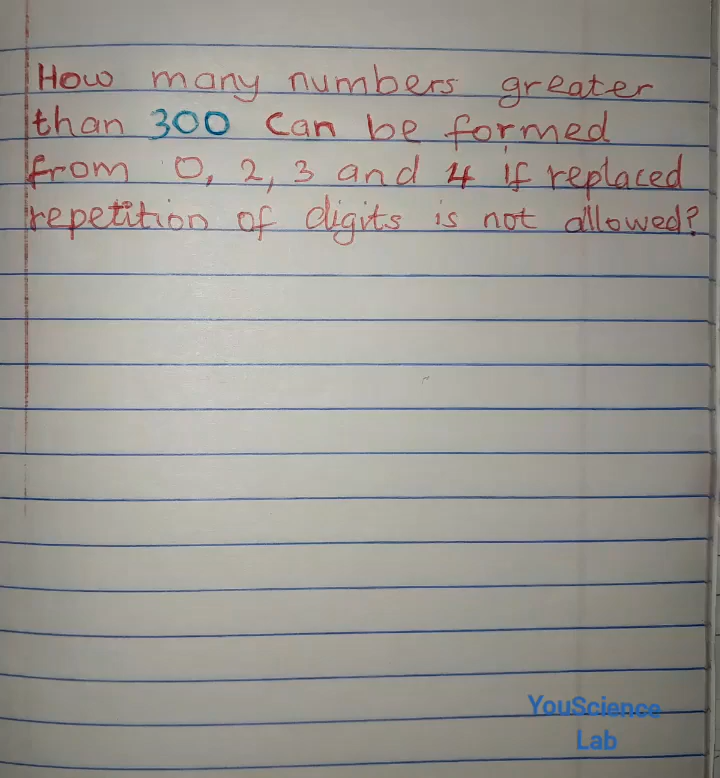 How many numbers greater
than 300 can be formed
from 0, 2, 3 and 4 if replaced
repetition of digits is not allowed?
YouScience
Lab